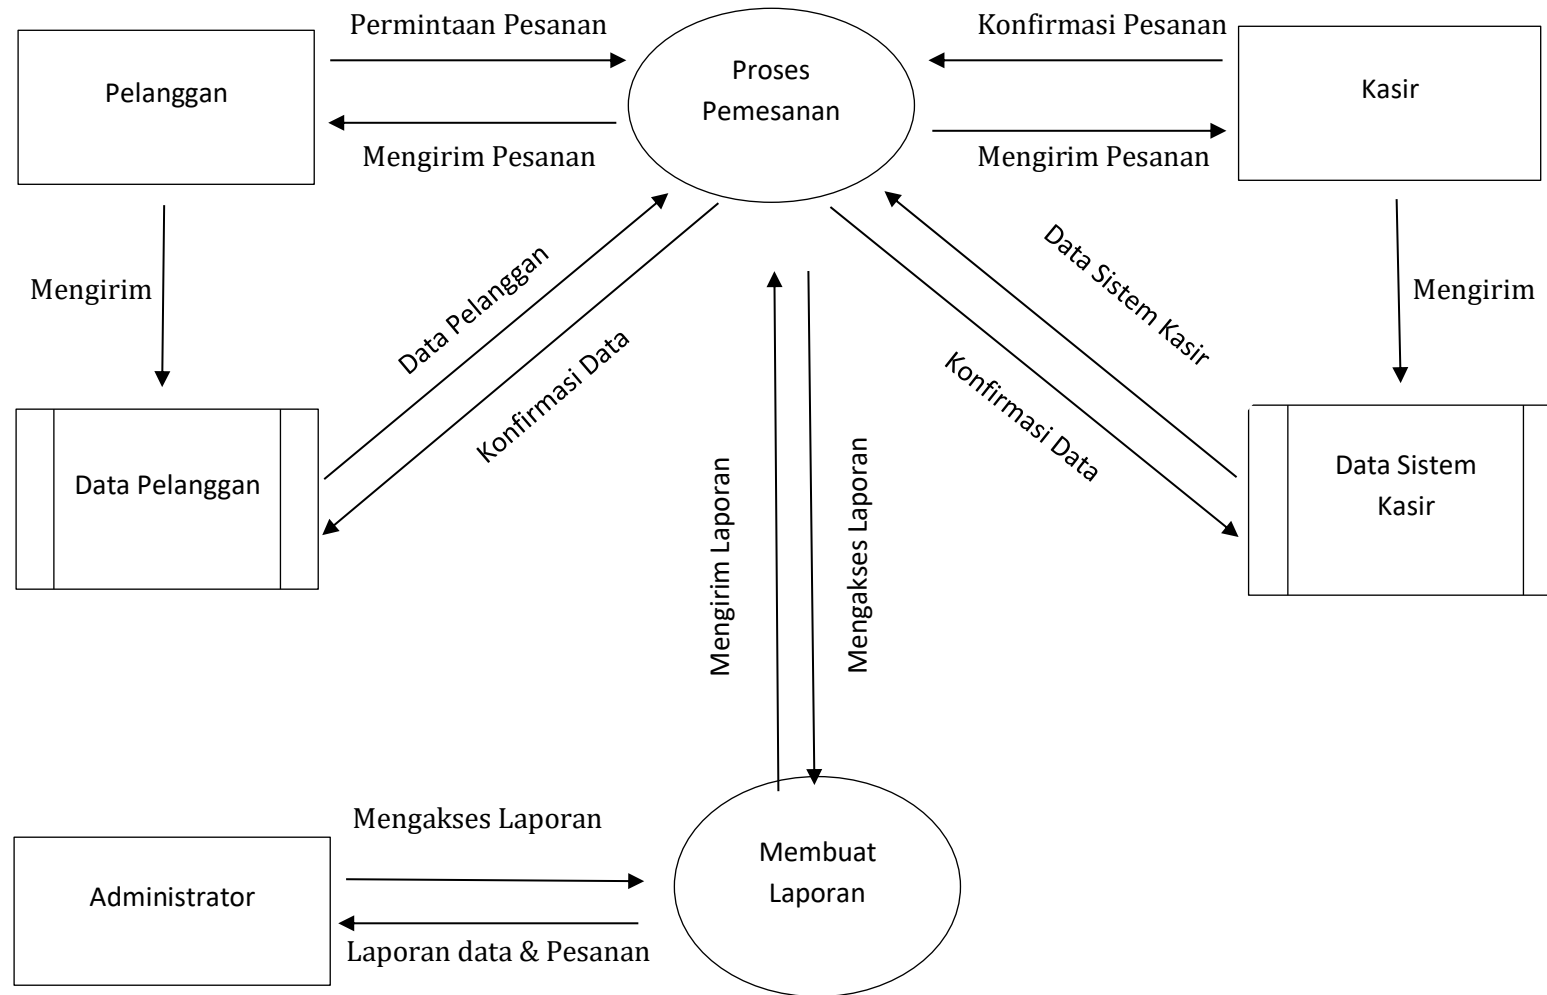 Permintaan Pesanan
Konfirmasi Pesanan
Pelanggan
Proses
Pemesanan
Kasir
Mengirim Pesanan
Mengirim Pesanan
Mengirim
Data Pelanggan
Konfirmasi Data
Data Sistem Kasir
Konfirmasi Data
Mengirim
Data Pelanggan
Mengirim Laporan
Mengakses Laporan
Data Sistem
Kasir
Mengakses Laporan
Administrator
Membuat
Laporan
Laporan data & Pesanan